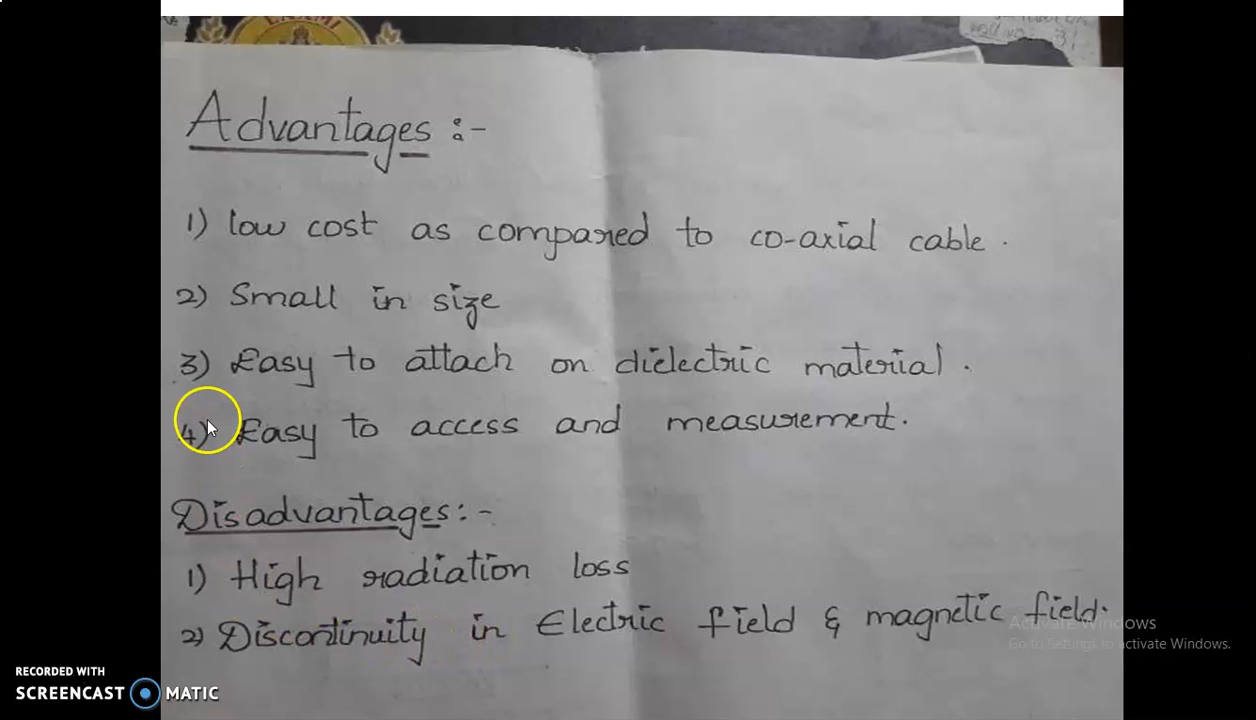 Advantages :-
1) low cost as compared to co-axial cable.
2) Small in size
3) Easy to attach on dielectric material.
4) Easy to access and measurement.
Disadvantages :-
1) High radiation loss
2) Discontinuity in Electric field & magnetic field.
Activate Windows
Go to Settings to activate Windows.
RECORDED WITH
SCREENCAST MATIC